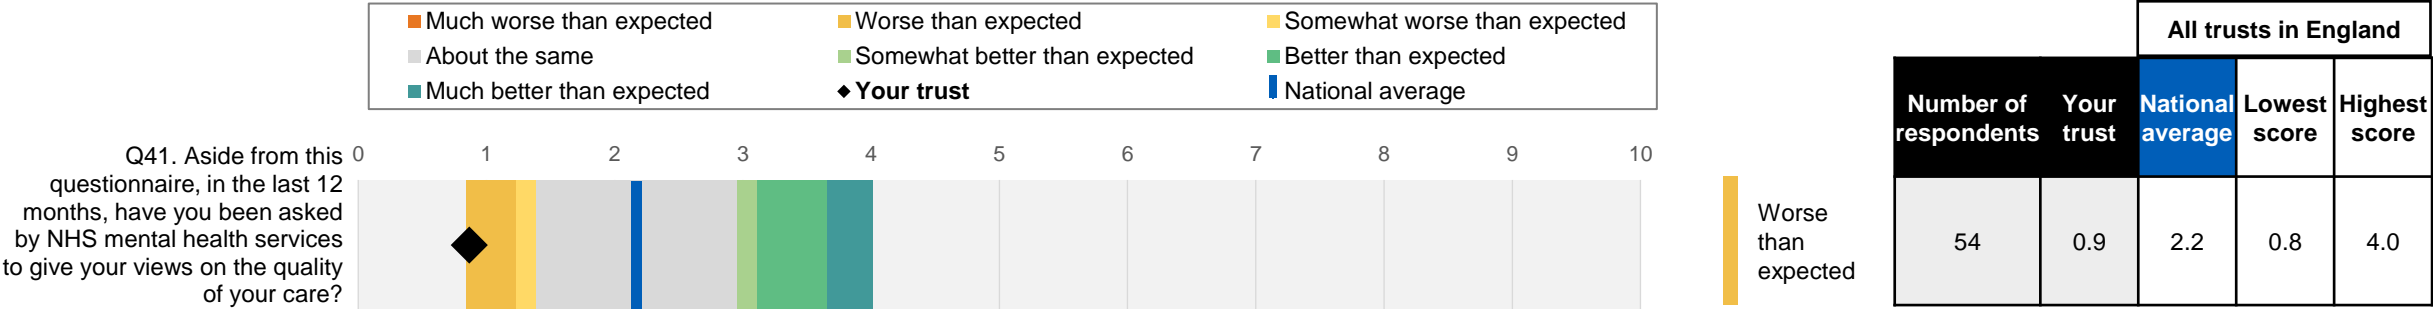 Much worse than expected
Worse than expected
Somewhat worse than expected
About the same
Somewhat better than expected
Better than expected
Much better than expected
Your trust
National average
All trusts in England
Number of
respondents
Your
trust
National
average
Lowest
score
Highest
score
0 1 2 3 4 5 6 7 8 9 10
Q41. Aside from this
questionnaire, in the last 12
months, have you been asked
by NHS mental health services
to give your views on the quality
of your care?
Worse
than
expected
54 0.9 2.2 0.8 4.0